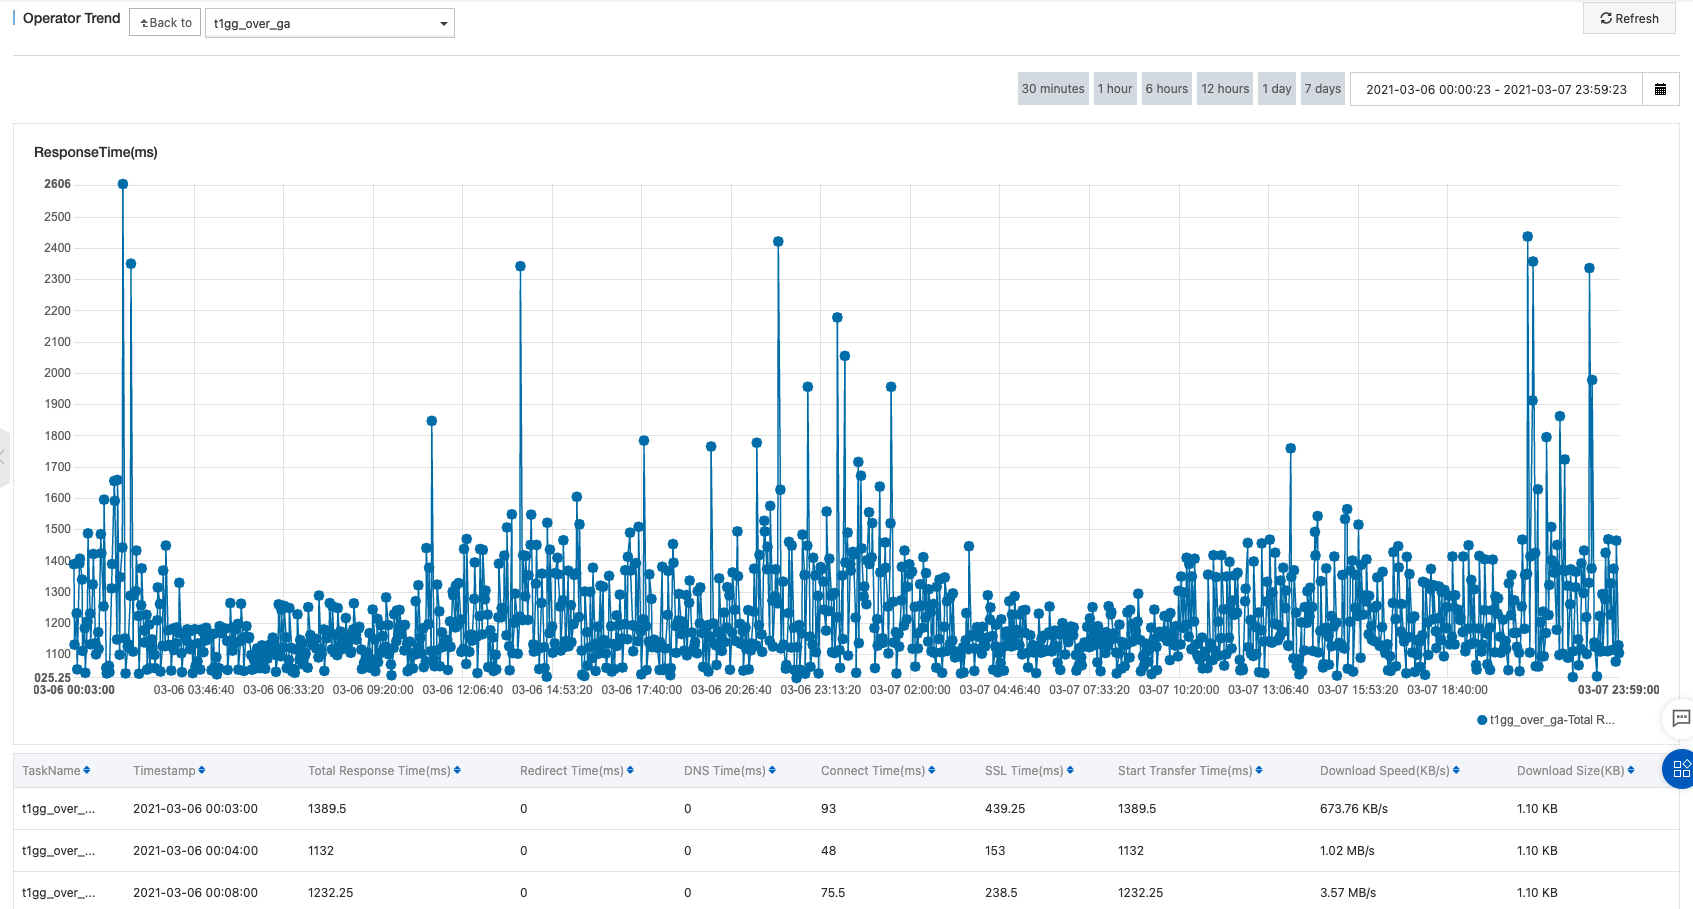 Operator Trend
Back to
t1gg_over_ga
Refresh
30 minutes
1 hour
6 hours
12 hours
1 day
7 days
2021-03-06 00:00:23 - 2021-03-07 23:59:23
ResponseTime(ms)
2606
2500
2400
2300
2200
2100
2000
1900
1800
1700
1600
1500
1400
1300
1200
1100
025.25
03-06 00:03:00
03-06 03:46:40
03-06 06:33:20
03-06 09:20:00
03-06 12:06:40
03-06 14:53:20
03-06 17:40:00
03-06 20:26:40
03-06 23:13:20
03-07 02:00:00
03-07 04:46:40
03-07 07:33:20
03-07 10:20:00
03-07 13:06:40
03-07 15:53:20
03-07 18:40:00
03-07 23:59:00
t1gg_over_ga-Total R...
TaskName Timestamp Total Response Time(ms) Redirect Time(ms) DNS Time(ms) Connect Time(ms) SSL Time(ms) Start Transfer Time(ms) Download Speed(KB/s) Download Size(KB)
t1gg_over_... 2021-03-06 00:03:00 1389.5 0 0 93 439.25 1389.5 673.76 KB/s 1.10 KB
t1gg_over_... 2021-03-06 00:04:00 1132 0 0 48 153 1132 1.02 MB/s 1.10 KB
t1gg_over_... 2021-03-06 00:08:00 1232.25 0 0 75.5 238.5 1232.25 3.57 MB/s 1.10 KB